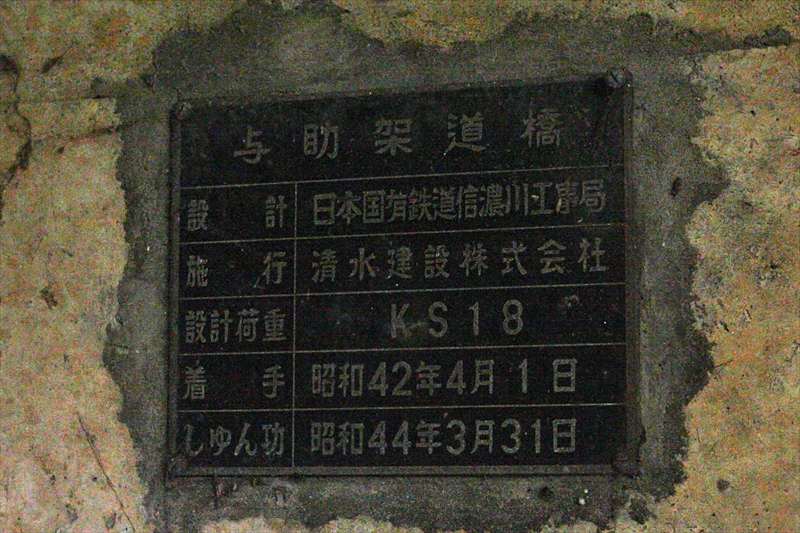 与助架道橋
設計 日本国有鉄道信濃川工事局
施行 清水建設株式会社
設計荷重 KS18
着手 昭和42年4月1日
しゅん功 昭和44年3月31日